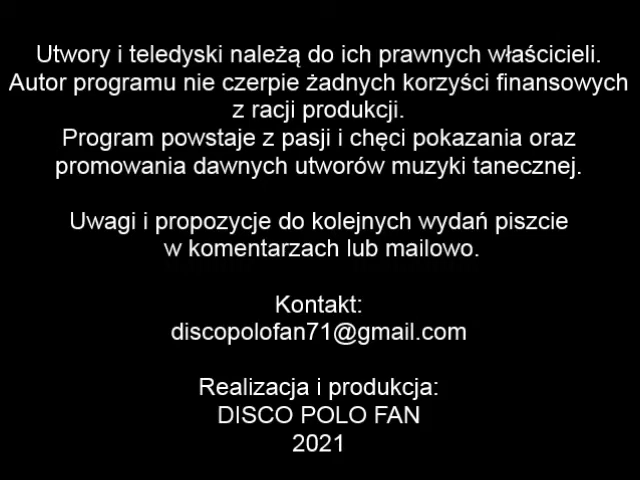 Utwory i teledyski należą do ich prawnych właścicieli.
Autor programu nie czerpie żadnych korzyści finansowych
z racji produkcji.
Program powstaje z pasji i chęci pokazania oraz
promowania dawnych utworów muzyki tanecznej.
Uwagi i propozycje do kolejnych wydań piszcie
w komentarzach lub mailowo.
Kontakt:
discopolofan71@gmail.com
Realizacja i produkcja:
DISCO POLO FAN
2021